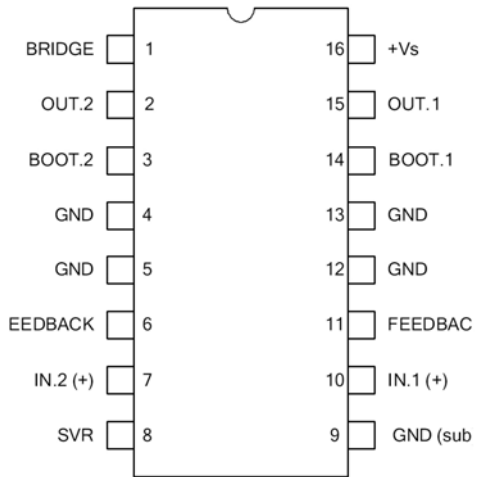 BRIDGE 1 16 +Vs
OUT.2 2 15 OUT.1
BOOT.2 3 14 BOOT.1
GND 4 13 GND
GND 5 12 GND
EEDBACK 6 11 FEEDBAC
IN.2 (+) 7 10 IN.1 (+)
SVR 8 9 GND (sub